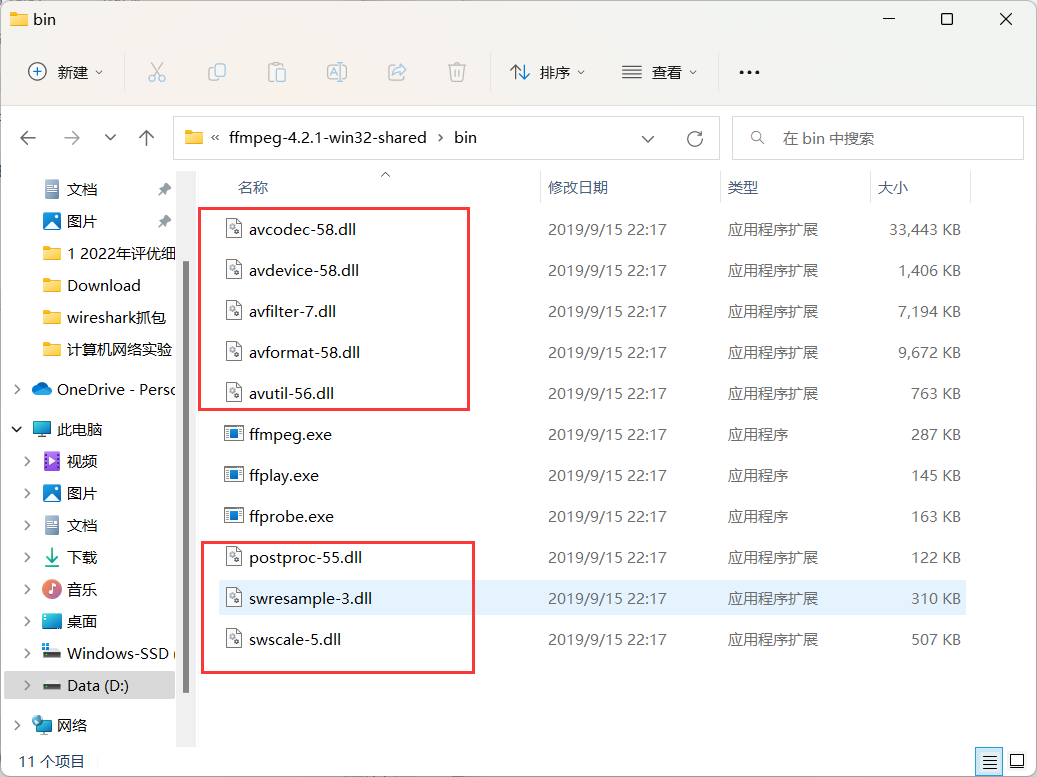 bin
新建
排序
查看
« ffmpeg-4.2.1-win32-shared › bin
在 bin 中搜索
文档
图片
1 2022年评优细
Download
wireshark抓包
计算机网络实验
OneDrive - Persc
此电脑
视频
图片
文档
下载
音乐
桌面
Windows-SSD (
Data (D:)
网络
名称 修改日期 类型 大小
avcodec-58.dll 2019/9/15 22:17 应用程序扩展 33,443 KB
avdevice-58.dll 2019/9/15 22:17 应用程序扩展 1,406 KB
avfilter-7.dll 2019/9/15 22:17 应用程序扩展 7,194 KB
avformat-58.dll 2019/9/15 22:17 应用程序扩展 9,672 KB
avutil-56.dll 2019/9/15 22:17 应用程序扩展 763 KB
ffmpeg.exe 2019/9/15 22:17 应用程序 287 KB
ffplay.exe 2019/9/15 22:17 应用程序 145 KB
ffprobe.exe 2019/9/15 22:17 应用程序 163 KB
postproc-55.dll 2019/9/15 22:17 应用程序扩展 122 KB
swresample-3.dll 2019/9/15 22:17 应用程序扩展 310 KB
swscale-5.dll 2019/9/15 22:17 应用程序扩展 507 KB
11 个项目